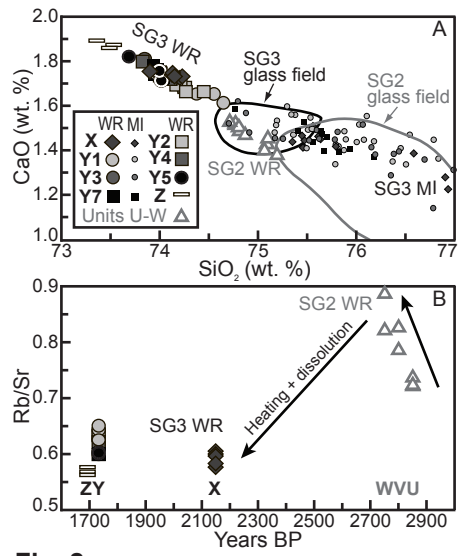 2.0
1.8
1.6
1.4
1.2
1.0
CaO (wt. %)
A
SG3 WR
SG3
glass field
SG2
glass field
SG2 WR
SG3 MI
WR MI WR
X Y2
Y1 Y4
Y3 Y5
Y7 Z
Units U-W
73 74 75 76 77
SiO₂ (wt. %)
0.9
0.8
0.7
0.6
0.5
Rb/Sr
B
SG2 WR
Heating + dissolution
SG3 WR
ZY X WVU
1700 1900 2100 2300 2500 2700 2900
Years BP